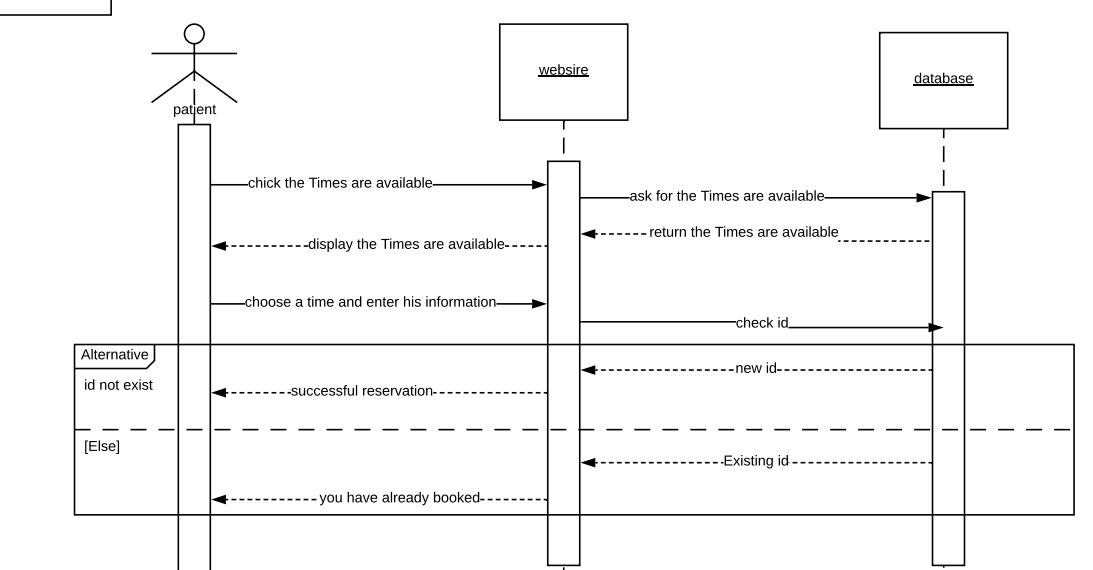 websire
database
patient
chick the Times are available
ask for the Times are available
return the Times are available
display the Times are available
choose a time and enter his information
check id
Alternative
id not exist
new id
successful reservation
[Else]
Existing id
you have already booked